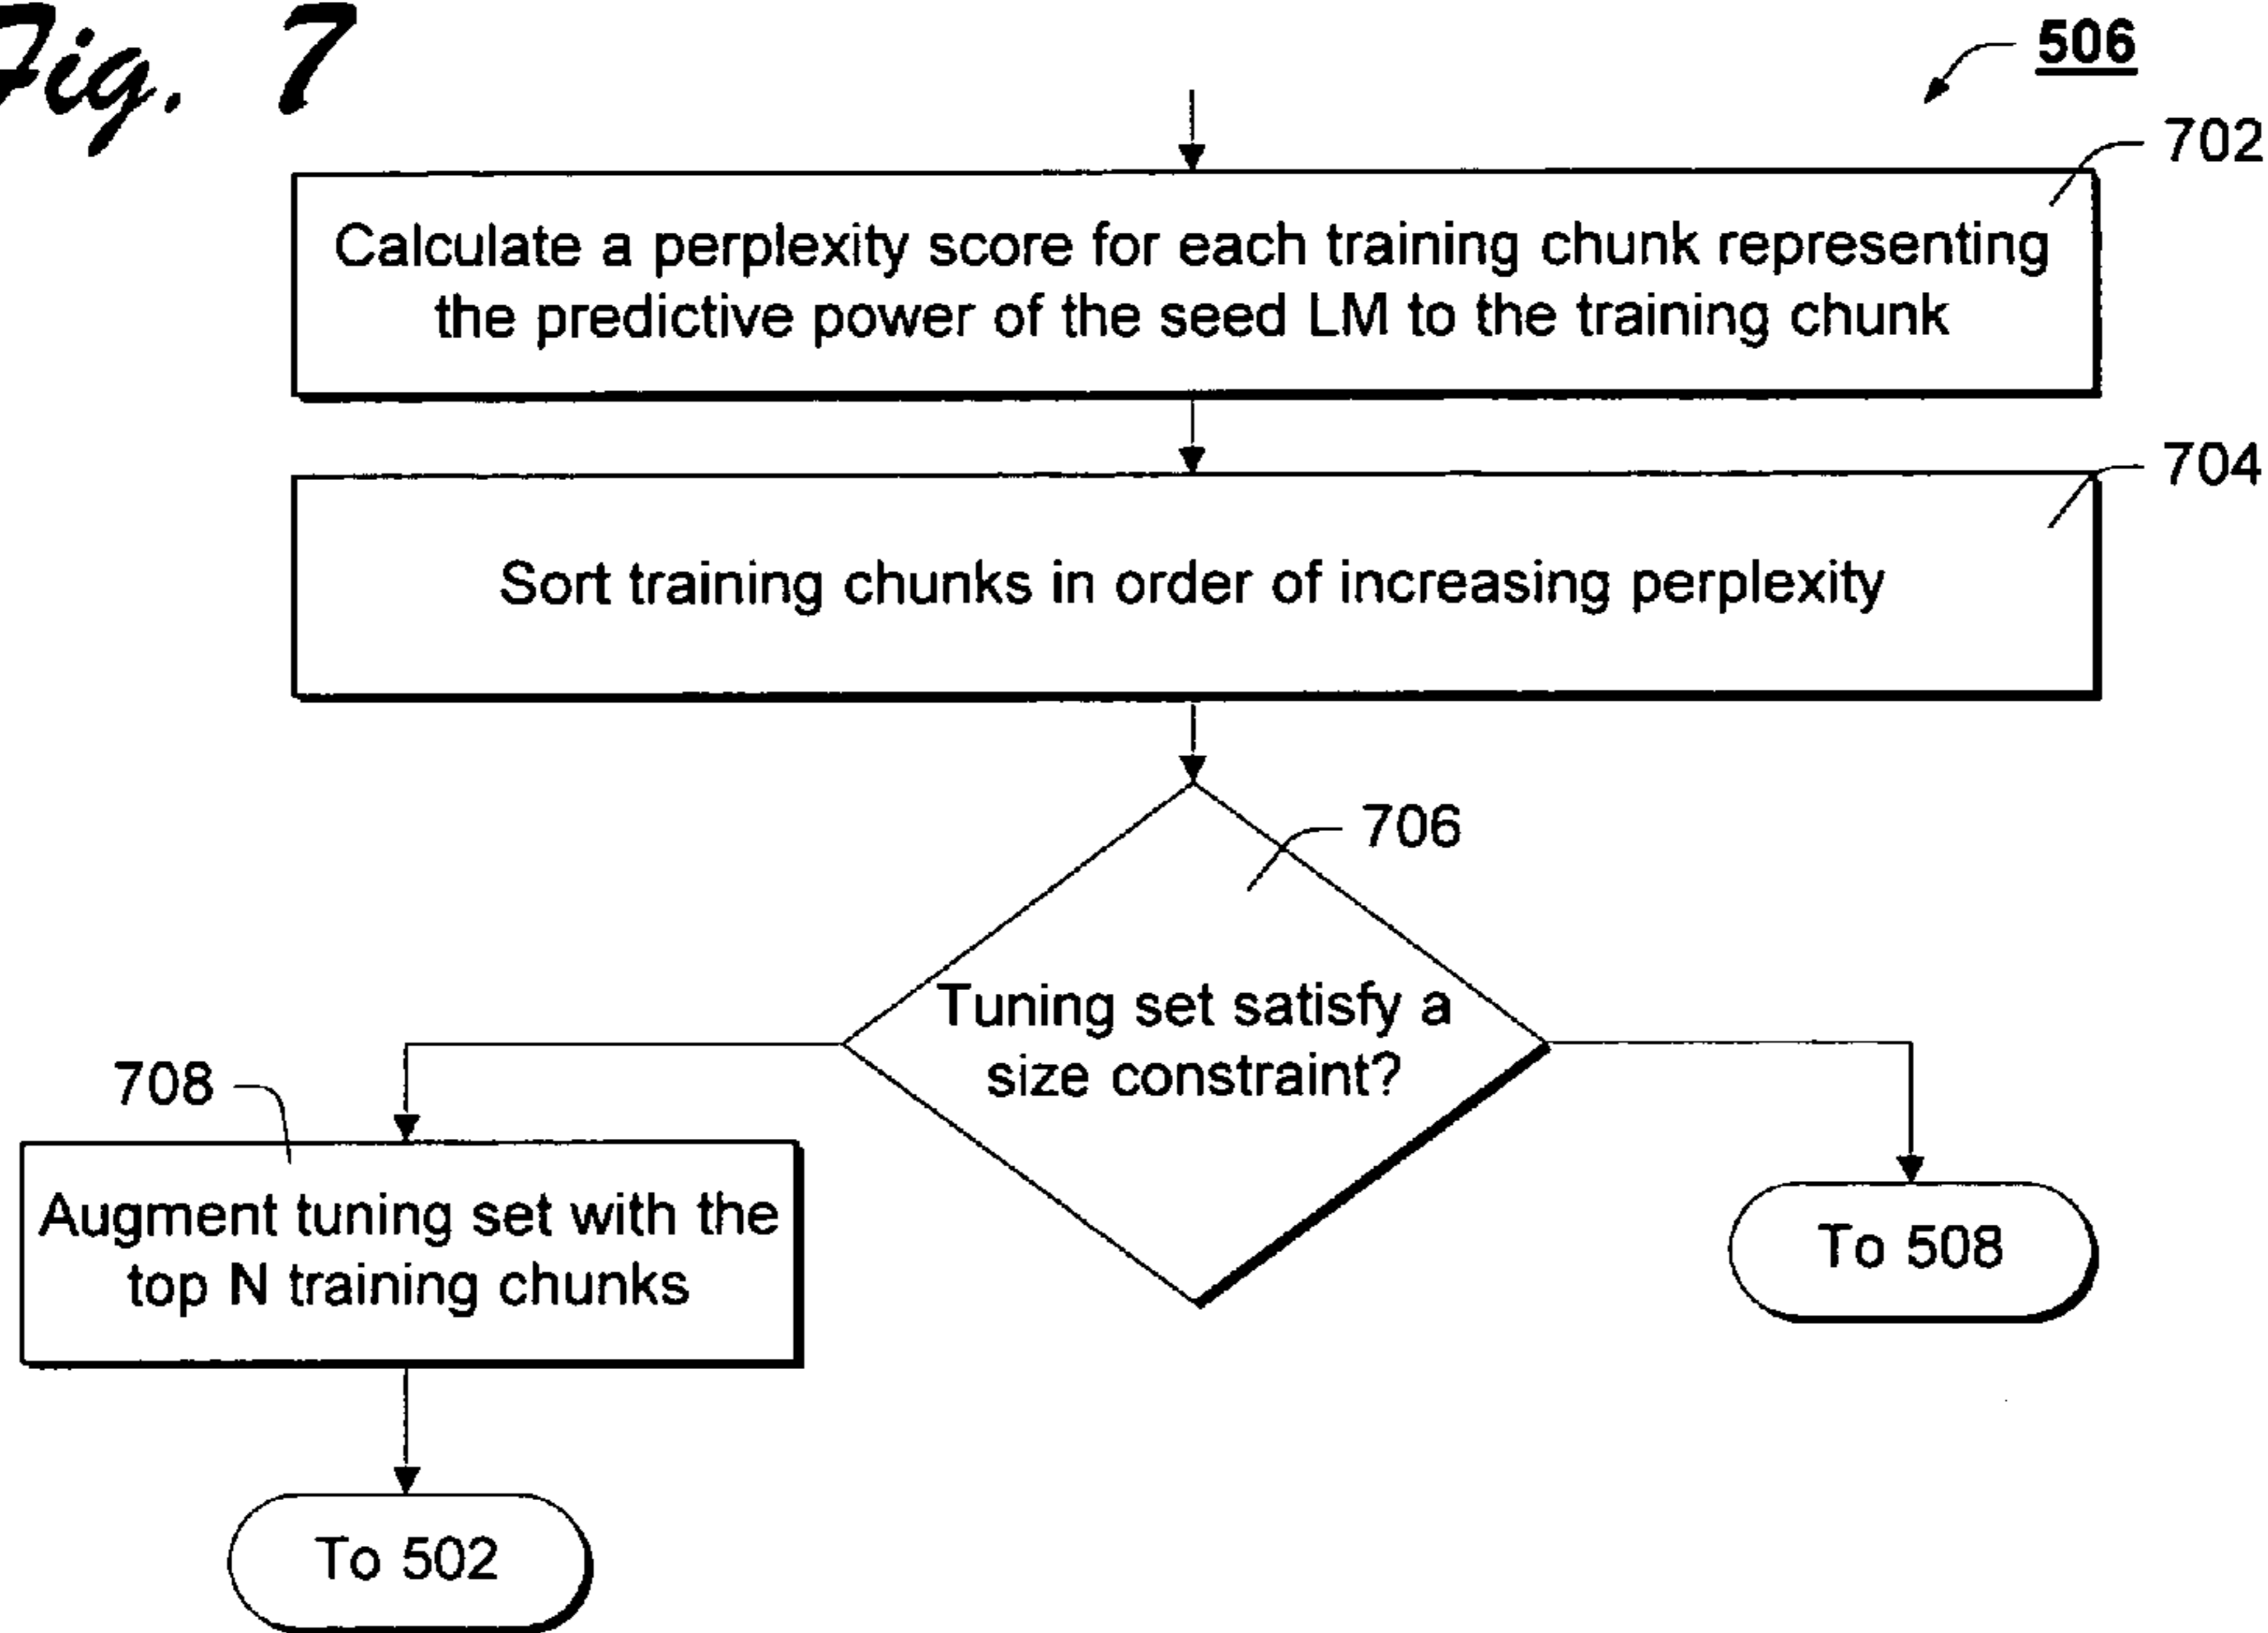 Fig. 7
506
702
Calculate a perplexity score for each training chunk representing
the predictive power of the seed LM to the training chunk
704
Sort training chunks in order of increasing perplexity
706
Tuning set satisfy a
size constraint?
708
Augment tuning set with the
top N training chunks
To 508
To 502